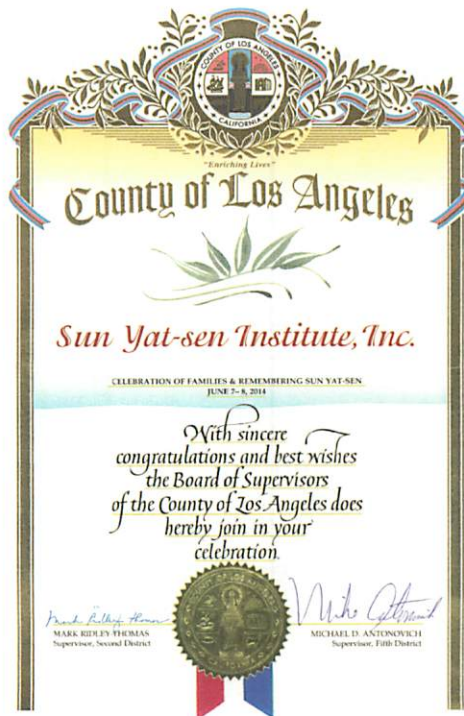 COUNTY OF LOS ANGELES
CALIFORNIA
"Enriching Lives"
County of Los Angeles
Sun Yat-sen Institute, Inc.
CELEBRATION OF FAMILIES & REMEMBERING SUN YAT-SEN
JUNE 7– 8, 2014
With sincere
congratulations and best wishes
the Board of Supervisors
of the County of Los Angeles does
hereby join in your
celebration.
Mark Ridley-Thomas
MARK RIDLEY-THOMAS
Supervisor, Second District
MICHAEL D. ANTONOVICH
Supervisor, Fifth District